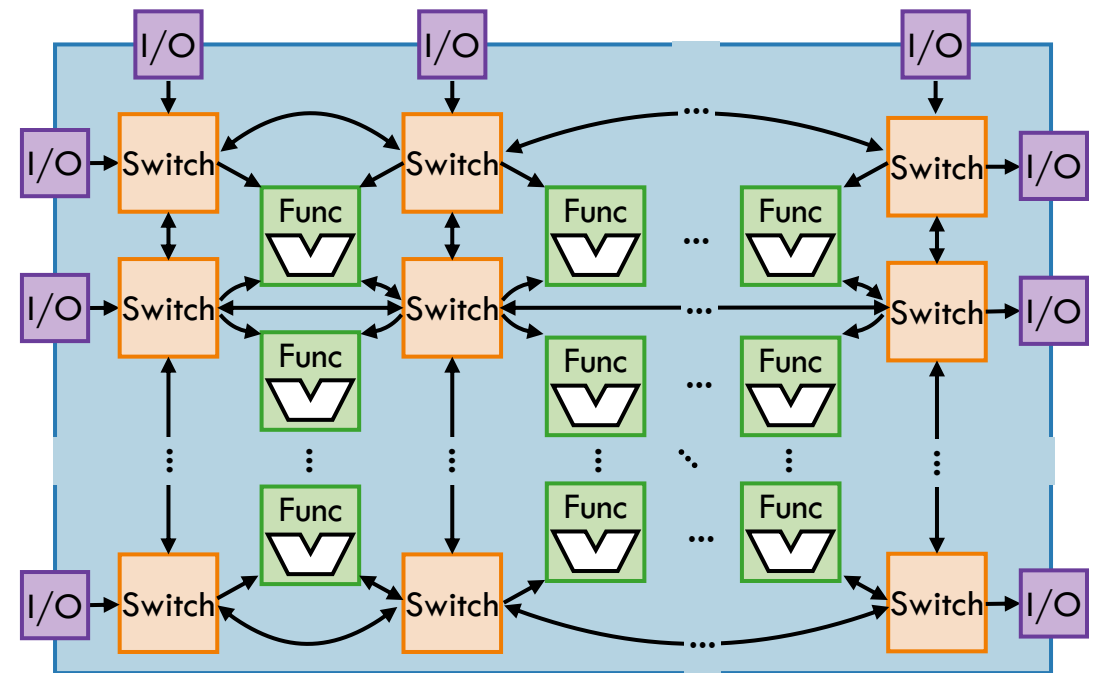 I/O I/O I/O
...
I/O Switch Switch Switch I/O
Func Func Func
...
I/O Switch Switch Switch I/O
...
Func Func Func
...
... ... ... ... ... ... ...
Func Func Func
...
I/O Switch Switch Switch I/O
...